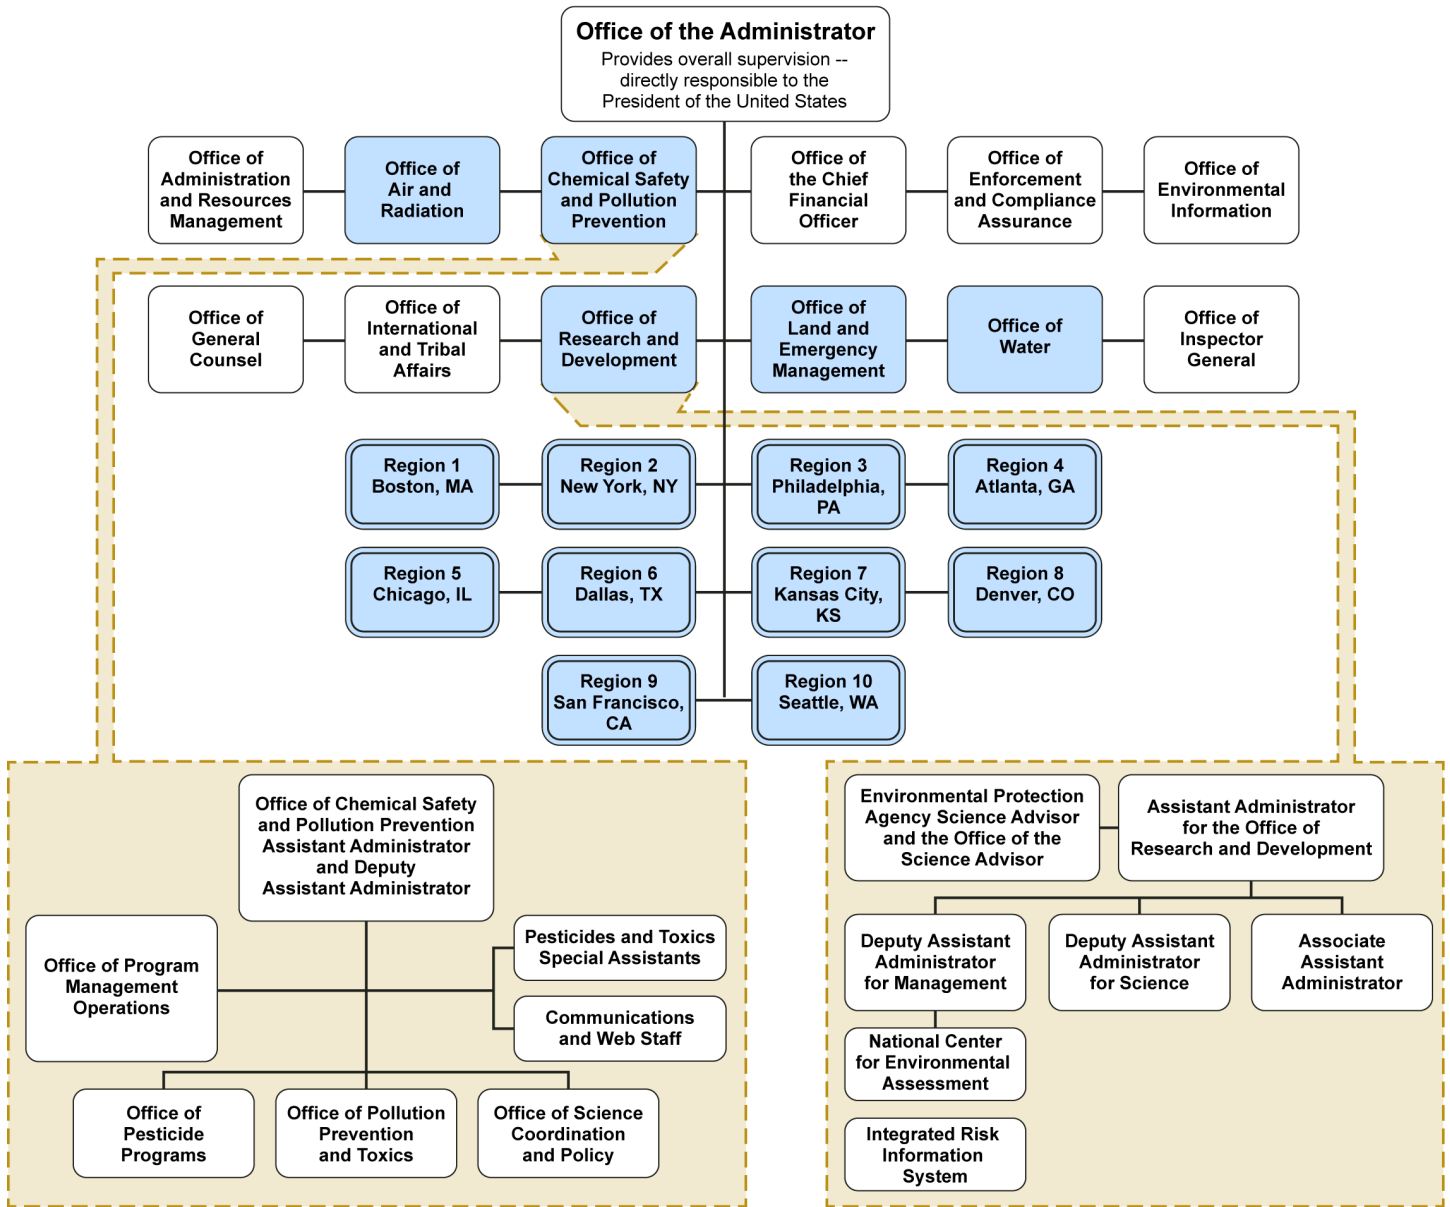 Office of the Administrator
Provides overall supervision --
directly responsible to the
President of the United States
Office of
Administration
and Resources
Management
Office of
Air and
Radiation
Office of
Chemical Safety
and Pollution
Prevention
Office of
the Chief
Financial
Officer
Office of
Enforcement
and Compliance
Assurance
Office of
Environmental
Information
Office of
General
Counsel
Office of
International
and Tribal
Affairs
Office of
Research and
Development
Office of
Land and
Emergency
Management
Office of
Water
Office of
Inspector
General
Region 1
Boston, MA
Region 2
New York, NY
Region 3
Philadelphia,
PA
Region 4
Atlanta, GA
Region 5
Chicago, IL
Region 6
Dallas, TX
Region 7
Kansas City,
KS
Region 8
Denver, CO
Region 9
San Francisco,
CA
Region 10
Seattle, WA
Office of Chemical Safety
and Pollution Prevention
Assistant Administrator
and Deputy
Assistant Administrator
Office of Program
Management
Operations
Pesticides and Toxics
Special Assistants
Communications
and Web Staff
Office of
Pesticide
Programs
Office of Pollution
Prevention
and Toxics
Office of Science
Coordination
and Policy
Environmental Protection
Agency Science Advisor
and the Office of the
Science Advisor
Assistant Administrator
for the Office of
Research and Development
Deputy Assistant
Administrator
for Management
Deputy Assistant
Administrator
for Science
Associate
Assistant
Administrator
National Center
for Environmental
Assessment
Integrated Risk
Information
System